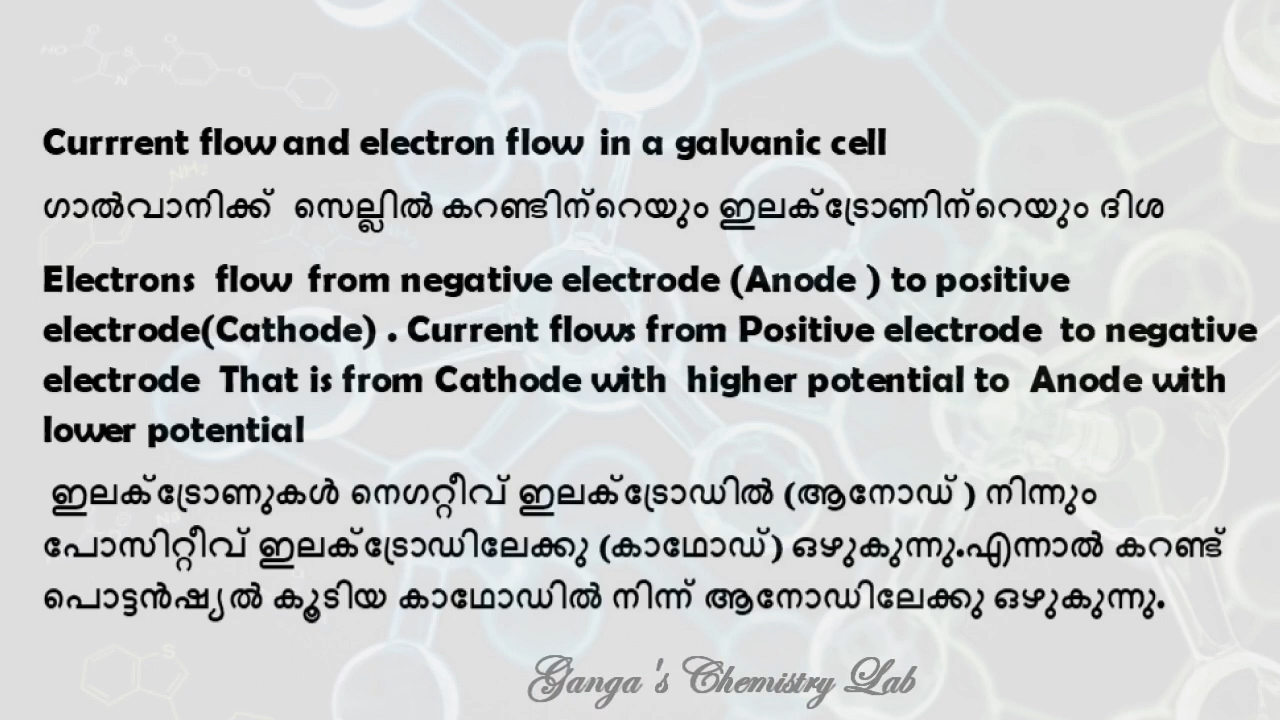 Currrent flow and electron flow in a galvanic cell
ഗാൽവാനിക്ക് സെല്ലിൽ കറണ്ടിന്റെയും ഇലക്ട്രോണിന്റെയും ദിശ
Electrons flow from negative electrode (Anode ) to positive
electrode(Cathode) . Current flows from Positive electrode to negative
electrode That is from Cathode with higher potential to Anode with
lower potential
ഇലക്ട്രോണുകൾ നെഗറ്റീവ് ഇലക്ട്രോഡിൽ (ആനോഡ് ) നിന്നും
പോസിറ്റീവ് ഇലക്ട്രോഡിലേക്കു (കാഥോഡ്) ഒഴുകുന്നു.എന്നാൽ കറണ്ട്
പൊട്ടൻഷ്യൽ കൂടിയ കാഥോഡിൽ നിന്ന് ആനോഡിലേക്കു ഒഴുകുന്നു.
Ganga's Chemistry Lab